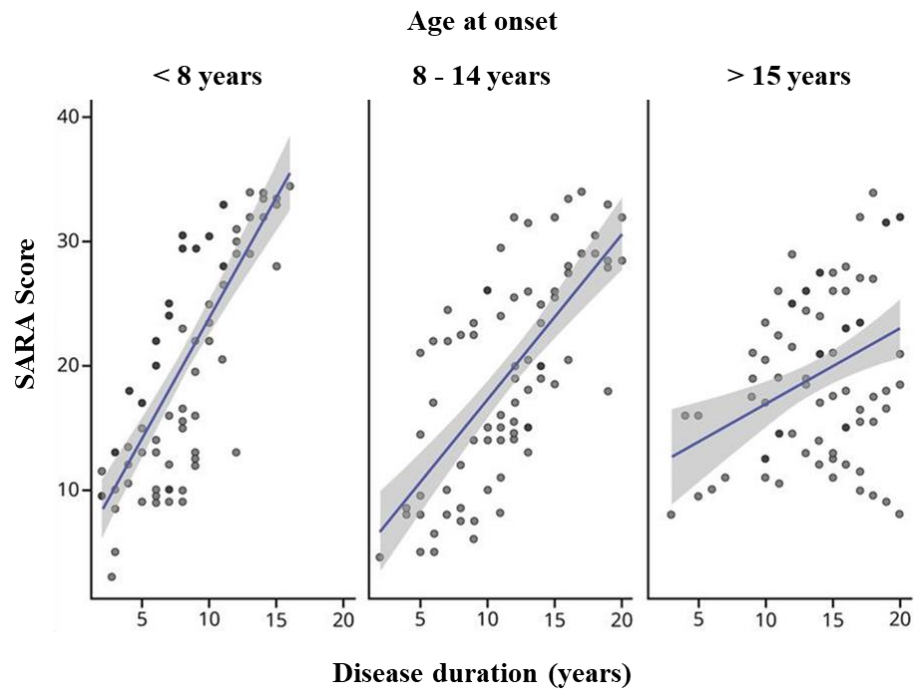 Age at onset
< 8 years
8 - 14 years
> 15 years
SARA Score
40
30
20
10
5 10 15 20
5 10 15 20
5 10 15 20
Disease duration (years)